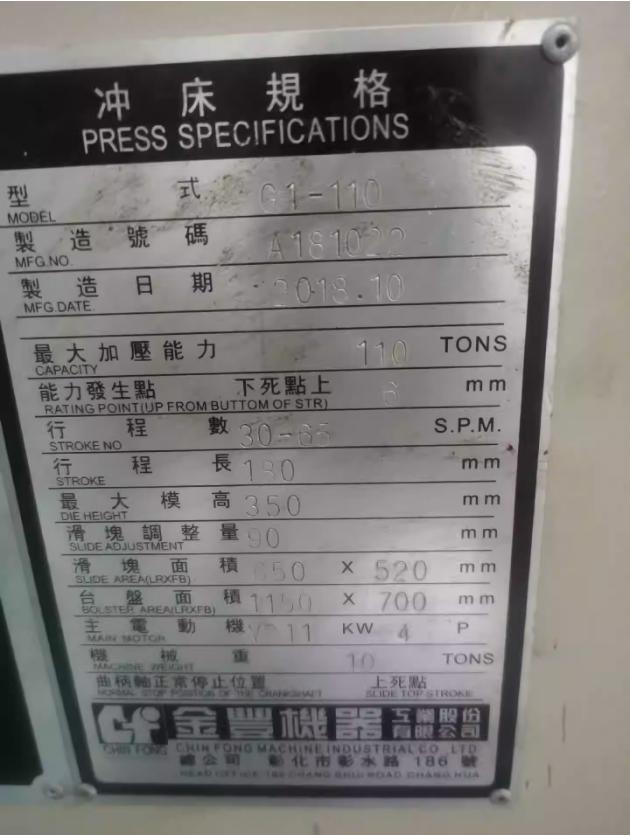 冲床規格
PRESS SPECIFICATIONS
型式 G1-110
MODEL
製造號碼 A181022
MFG.NO.
製造日期 2018.10
MFG.DATE.
最大加壓能力 110 TONS
CAPACITY
能力發生點 下死點上 6 mm
RATING POINT(UP FROM BUTTOM OF STR)
行程數 30-65 S.P.M.
STROKE NO
行程長 180 mm
STROKE
最大模高 350 mm
DIE HEIGHT
滑塊調整量 90 mm
SLIDE ADJUSTMENT
滑塊面積 650 X 520 mm
SLIDE AREA(LRXFB)
台盤面積 1150 X 700 mm
BOLSTER AREA(LRXFB)
主電動機 11 KW 4 P
MAIN MOTOR
機械重 10 TONS
MACHINE WEIGHT
曲柄軸正常停止位置 上死點
NORMAL STOP POSITION OF THE CRANKSHAFT SLIDE TOP STROKE
金豐機器工業股份有限公司
CHIN FONG CHIN FONG MACHINE INDUSTRIAL CO., LTD.
總公司 彰化市彰水路 186 號
HEAD OFFICE 186 CHANG SHUI ROAD CHANG HUA